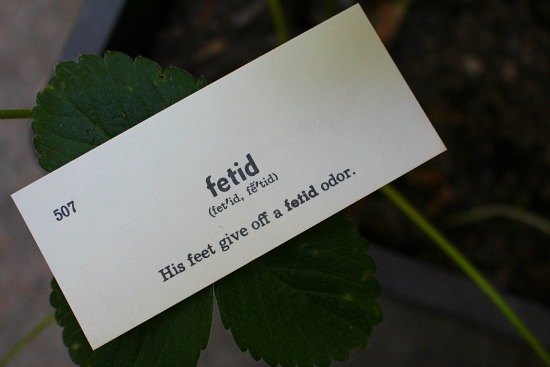 507
fetid
(fet′id, fē′tid)
His feet give off a fetid odor.